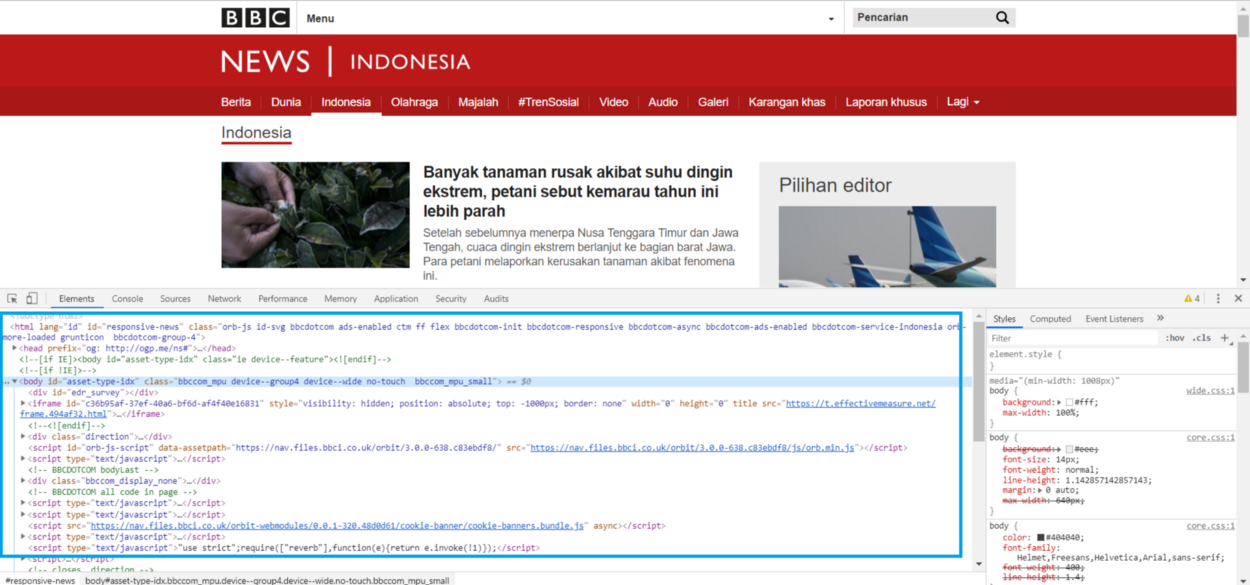 BBC Menu Pencarian
NEWS | INDONESIA
Berita Dunia Indonesia Olahraga Majalah #TrenSosial Video Audio Galeri Karangan khas Laporan khusus Lagi
Indonesia
Banyak tanaman rusak akibat suhu dingin
ekstrem, petani sebut kemarau tahun ini
lebih parah
Setelah sebelumnya menerpa Nusa Tenggara Timur dan Jawa
Tengah, cuaca dingin ekstrem berlanjut ke bagian barat Jawa.
Para petani melaporkan kerusakan tanaman akibat fenomena
ini.
Pilihan editor
Elements Console Sources Network Performance Memory Application Security Audits 4
<!doctype html>
<html lang="id" id="responsive-news" class="orb-js id-svg bbcdotcom ads-enabled ctm ff flex bbcdotcom-init bbcdotcom-responsive bbcdotcom-async bbcdotcom-ads-enabled bbcdotcom-service-indonesia orb-
more-loaded grunticon bbcdotcom-group-4">
<head prefix="og: http://ogp.me/ns#">…</head>
<!--[if IE]><body id="asset-type-idx" class="ie device--feature"><![endif]-->
<!--[if !IE]>-->
…<body id="asset-type-idx" class="bbccom_mpu device--group4 device--wide no-touch bbccom_mpu_small"> == $0
<div id="edr_survey"></div>
<iframe id="c36b95af-37ef-40a6-bf6d-af4f40e16831" style="visibility: hidden; position: absolute; top: -1000px; border: none" width="0" height="0" title src="https://t.effectivemeasure.net/
frame.494af32.html">…</iframe>
<!--<![endif]-->
<div class="direction">…</div>
<script id="orb-js-script" data-assetpath="https://nav.files.bbci.co.uk/orbit/3.0.0-638.c83ebdf8/" src="https://nav.files.bbci.co.uk/orbit/3.0.0-638.c83ebdf8/js/orb.min.js"></script>
<script type="text/javascript">…</script>
<!-- BBCDOTCOM bodyLast -->
<div class="bbccom_display_none">…</div>
<!-- BBCDOTCOM all code in page -->
<script type="text/javascript">…</script>
<script type="text/javascript">…</script>
<script src="https://nav.files.bbci.co.uk/orbit-webmodules/0.0.1-320.48d0d61/cookie-banner/cookie-banners.bundle.js" async></script>
<script type="text/javascript">…</script>
<script type="text/javascript">"use strict";require(["reverb"],function(e){return e.invoke(!1)});</script>
<script>…</script>
<!-- closes .direction -->
#responsive-news body#asset-type-idx.bbccom_mpu.device--group4.device--wide.no-touch.bbccom_mpu_small
Styles Computed Event Listeners »
Filter :hov .cls +
element.style {
}
media="(min-width: 1008px)"
body { wide.css:1
background: #fff;
max-width: 100%;
}
body { core.css:1
background: #eee;
font-size: 14px;
font-weight: normal;
line-height: 1.142857142857143;
margin: 0 auto;
max-width: 640px;
}
body { core.css:1
color: #404040;
font-family:
Helmet,Freesans,Helvetica,Arial,sans-serif;
font-weight: 400;
line-height: 1.4;